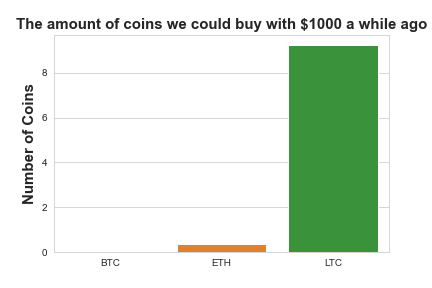 The amount of coins we could buy with $1000 a while ago
Number of Coins
8
6
4
2
0
BTC
ETH
LTC